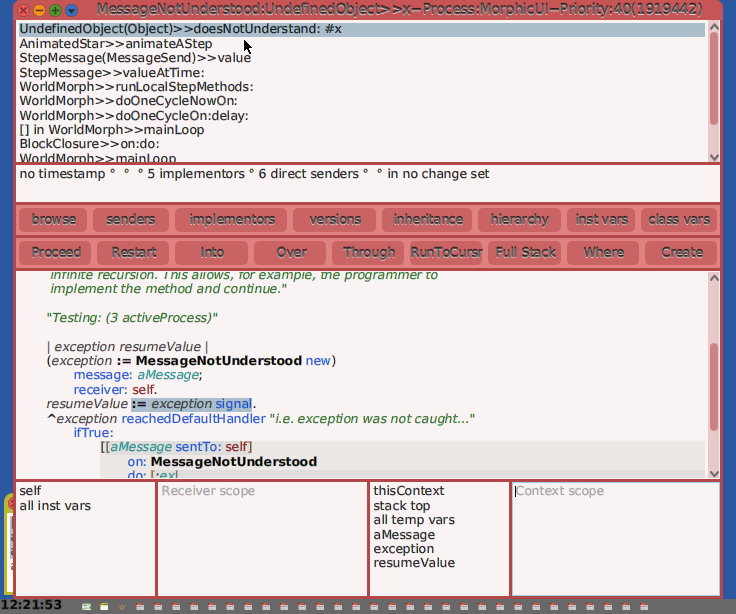 MessageNotUnderstood:UndefinedObject>>x−Process:MorphicUI−Priority:40(1919442)
UndefinedObject(Object)>>doesNotUnderstand: #x
AnimatedStar>>animateAStep
StepMessage(MessageSend)>>value
StepMessage>>valueAtTime:
WorldMorph>>runLocalStepMethods:
WorldMorph>>doOneCycleNowOn:
WorldMorph>>doOneCycleOn:delay:
[] in WorldMorph>>mainLoop
BlockClosure>>on:do:
WorldMorph>>mainLoop
no timestamp ° ° ° 5 implementors ° 6 direct senders ° ° in no change set
browse senders implementors versions inheritance hierarchy inst vars class vars
Proceed Restart Into Over Through RunToCursr Full Stack Where Create
infinite recursion. This allows, for example, the programmer to
implement the method and continue."
"Testing: (3 activeProcess)"
| exception resumeValue |
(exception := MessageNotUnderstood new)
message: aMessage;
receiver: self.
resumeValue := exception signal.
^exception reachedDefaultHandler "i.e. exception was not caught..."
ifTrue:
[[aMessage sentTo: self]
on: MessageNotUnderstood
do: [:ex|
self
all inst vars
Receiver scope
thisContext
stack top
all temp vars
aMessage
exception
resumeValue
Context scope
12:21:53